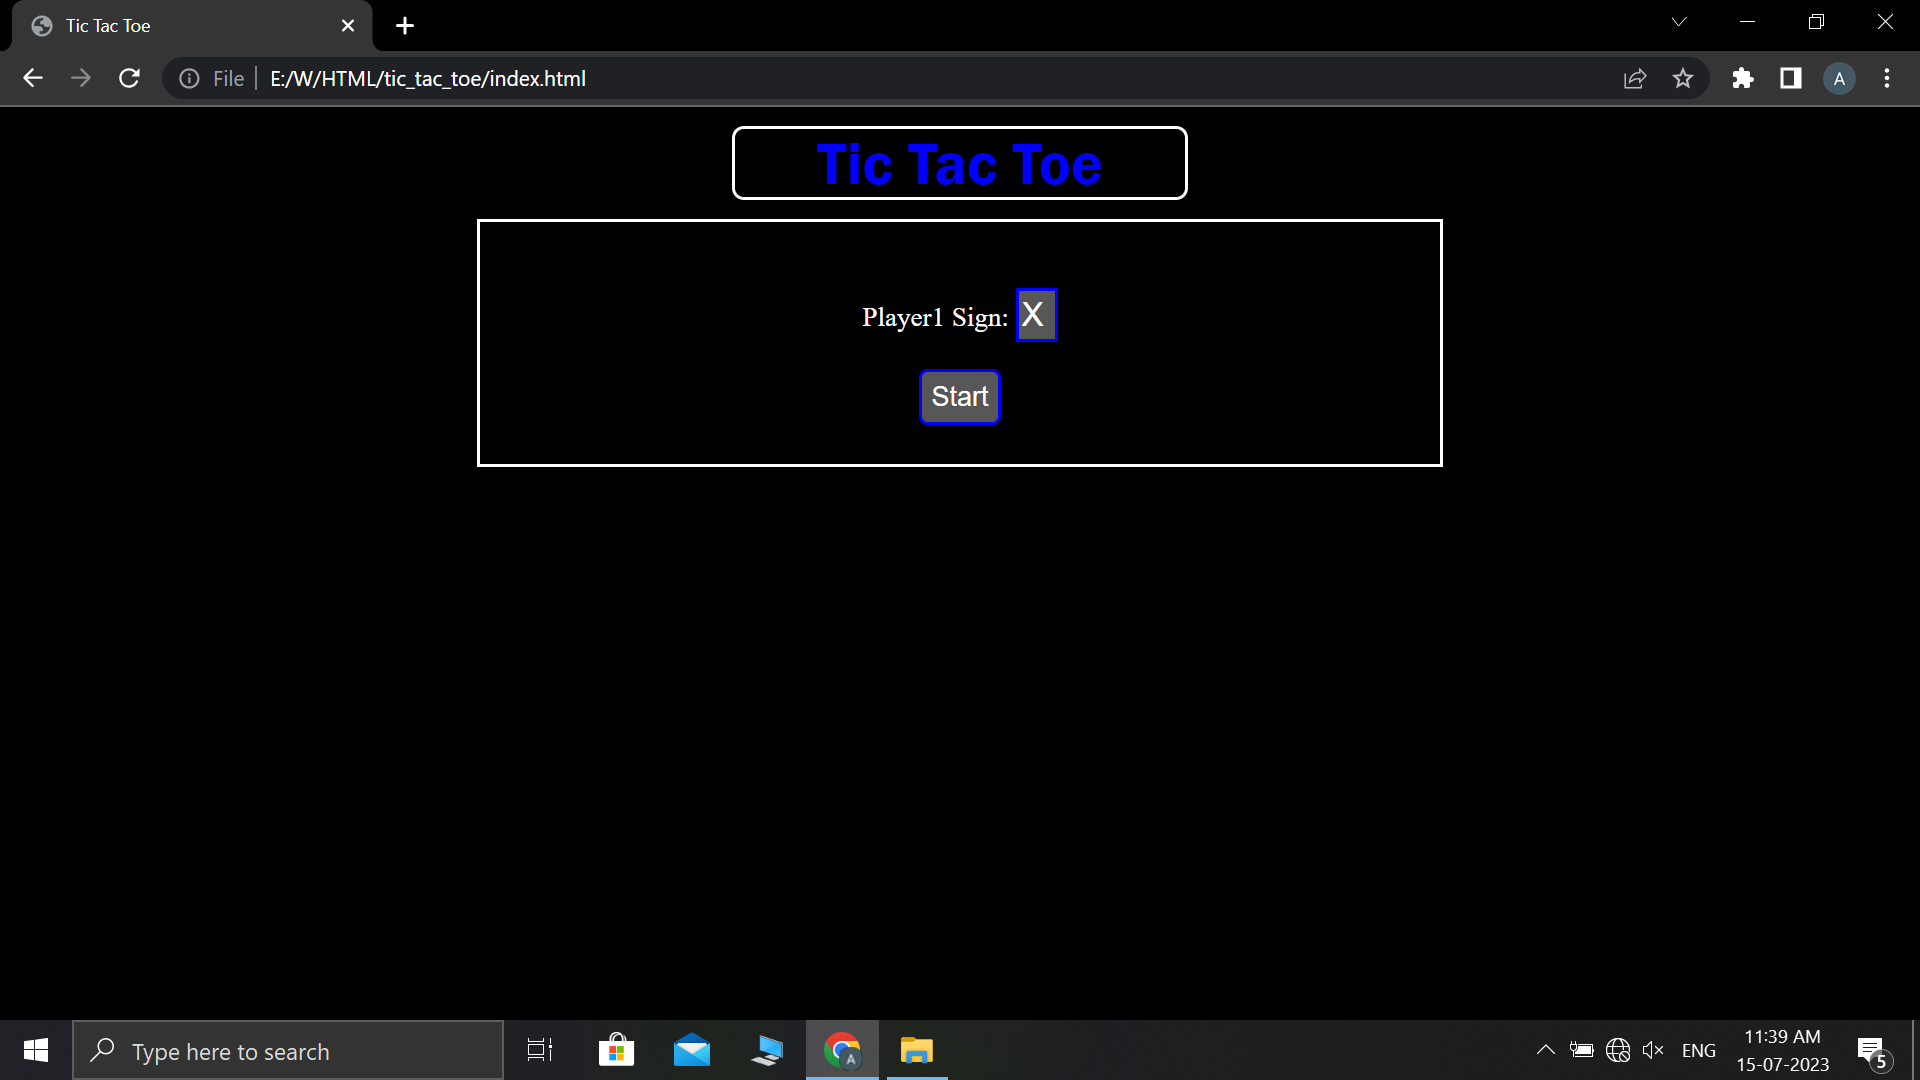 Tic Tac Toe
File E:/W/HTML/tic_tac_toe/index.html
A
Tic Tac Toe
Player1 Sign: X
Start
Type here to search
A
ENG
11:39 AM
15-07-2023
5